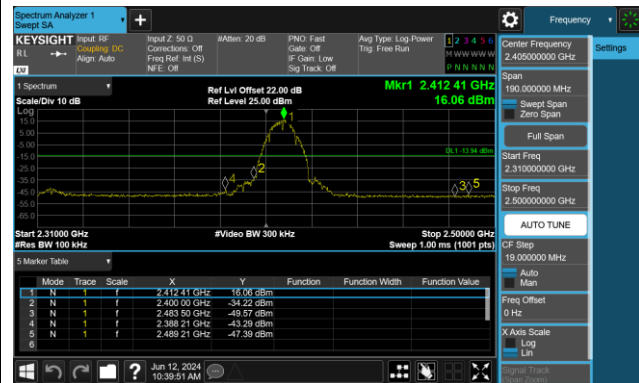 Spectrum Analyzer 1
Swept SA
Frequency
KEYSIGHT
RL
LXI
Input: RF
Coupling: DC
Align: Auto
Input Z: 50 Ω
Corrections: Off
Freq Ref: Int (S)
NFE: Off
#Atten: 20 dB
PNO: Fast
Gate: Off
IF Gain: Low
Sig Track: Off
Avg Type: Log-Power
Trig: Free Run
1 2 3 4 5 6
M W W W W W
P N N N N N
Center Frequency
2.405000000 GHz
Settings
Span
190.000000 MHz
Swept Span
Zero Span
Full Span
Start Freq
2.310000000 GHz
Stop Freq
2.500000000 GHz
AUTO TUNE
CF Step
19.000000 MHz
Auto
Man
Freq Offset
0 Hz
X Axis Scale
Log
Lin
Signal Track
(Span Zoom)
1 Spectrum
Scale/Div 10 dB
Log
Ref Lvl Offset 22.00 dB
Ref Level 25.00 dBm
Mkr1 2.412 41 GHz
16.06 dBm
15.0
5.00
-5.00
-15.0
-25.0
-35.0
-45.0
-55.0
-65.0
DL1 -13.94 dBm
1
2
4
3
5
Start 2.31000 GHz
#Res BW 100 kHz
#Video BW 300 kHz
Stop 2.50000 GHz
Sweep 1.00 ms (1001 pts)
5 Marker Table
Mode Trace Scale X Y Function Function Width Function Value
1 N 1 f 2.412 41 GHz 16.06 dBm
2 N 1 f 2.400 00 GHz -34.22 dBm
3 N 1 f 2.483 50 GHz -49.57 dBm
4 N 1 f 2.388 21 GHz -43.29 dBm
5 N 1 f 2.489 21 GHz -47.39 dBm
6
?
Jun 12, 2024
10:39:51 AM